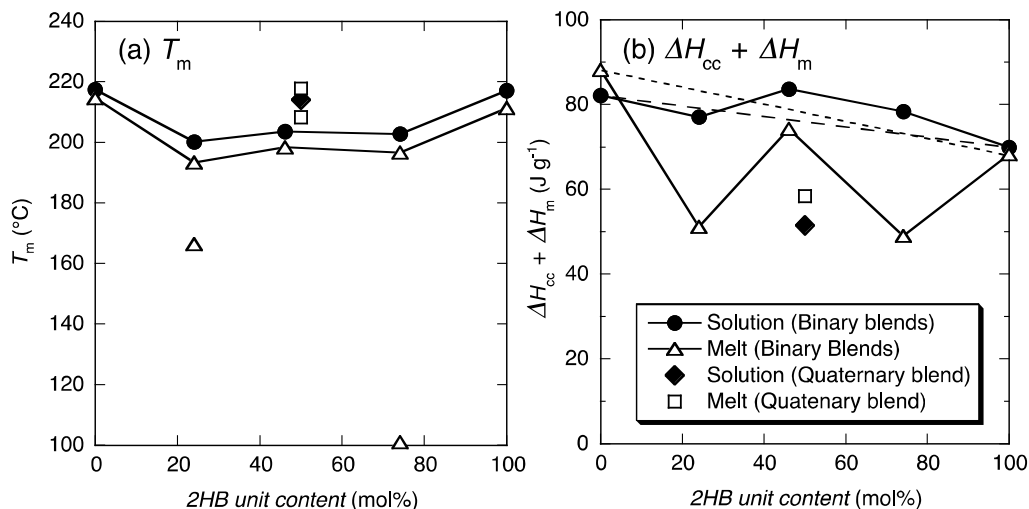 (a) Tm
220
200
180
160
140
120
100
Tm (°C)
0 20 40 60 80 100
2HB unit content (mol%)
(b) ΔHcc + ΔHm
100
80
60
40
20
0
ΔHcc + ΔHm (J g-1)
Solution (Binary blends)
Melt (Binary Blends)
Solution (Quaternary blend)
Melt (Quatenary blend)
0 20 40 60 80 100
2HB unit content (mol%)